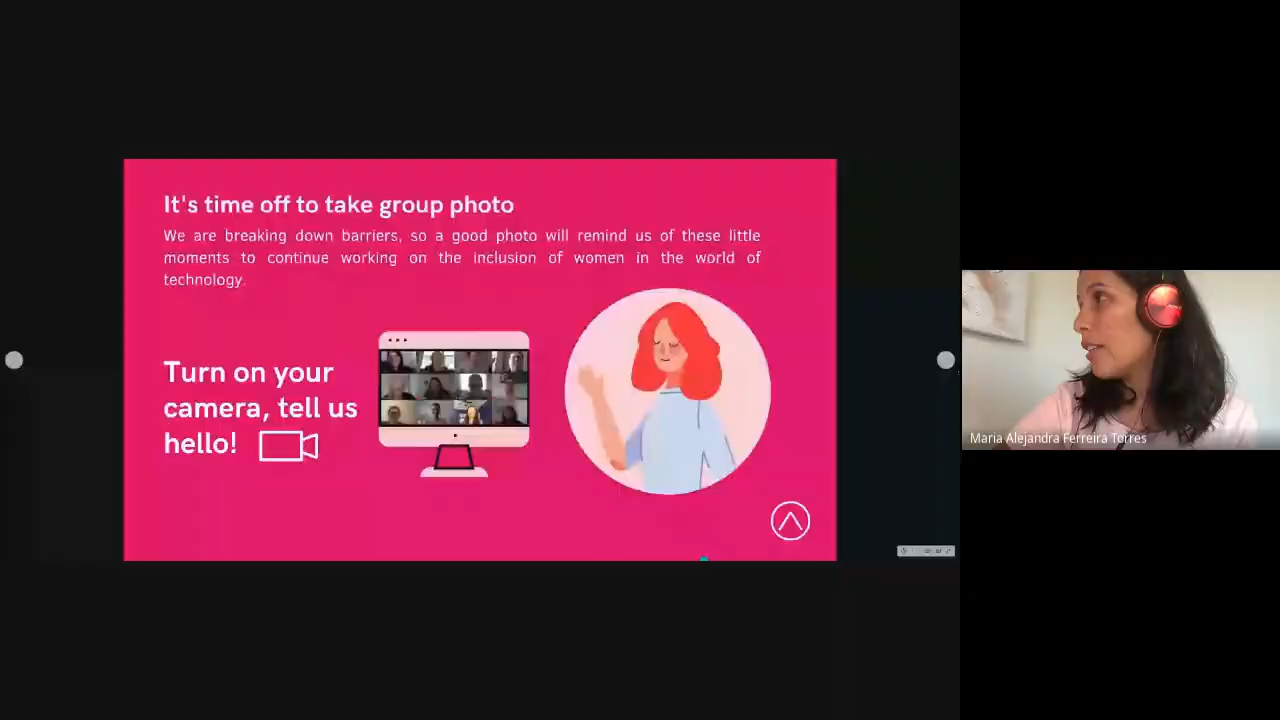 It's time off to take group photo
We are breaking down barriers, so a good photo will remind us of these little
moments to continue working on the inclusion of women in the world of
technology.
Turn on your
camera, tell us
hello!
Maria Alejandra Ferreira Torres